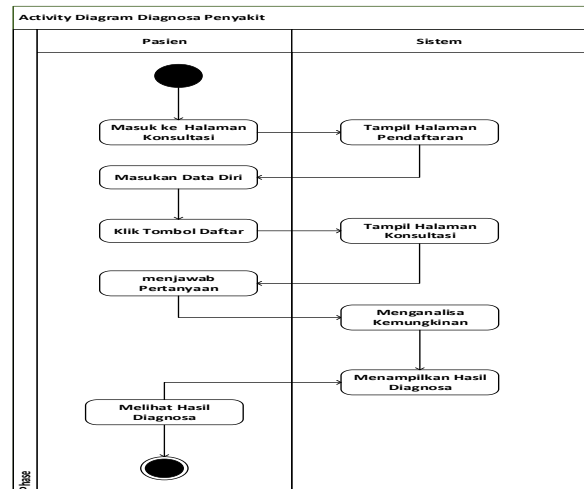 Activity Diagram Diagnosa Penyakit
Pasien
Sistem
Masuk ke Halaman
Konsultasi
Tampil Halaman
Pendaftaran
Masukan Data Diri
Klik Tombol Daftar
Tampil Halaman
Konsultasi
menjawab
Pertanyaan
Menganalisa
Kemungkinan
Menampilkan Hasil
Diagnosa
Melihat Hasil
Diagnosa
Phase